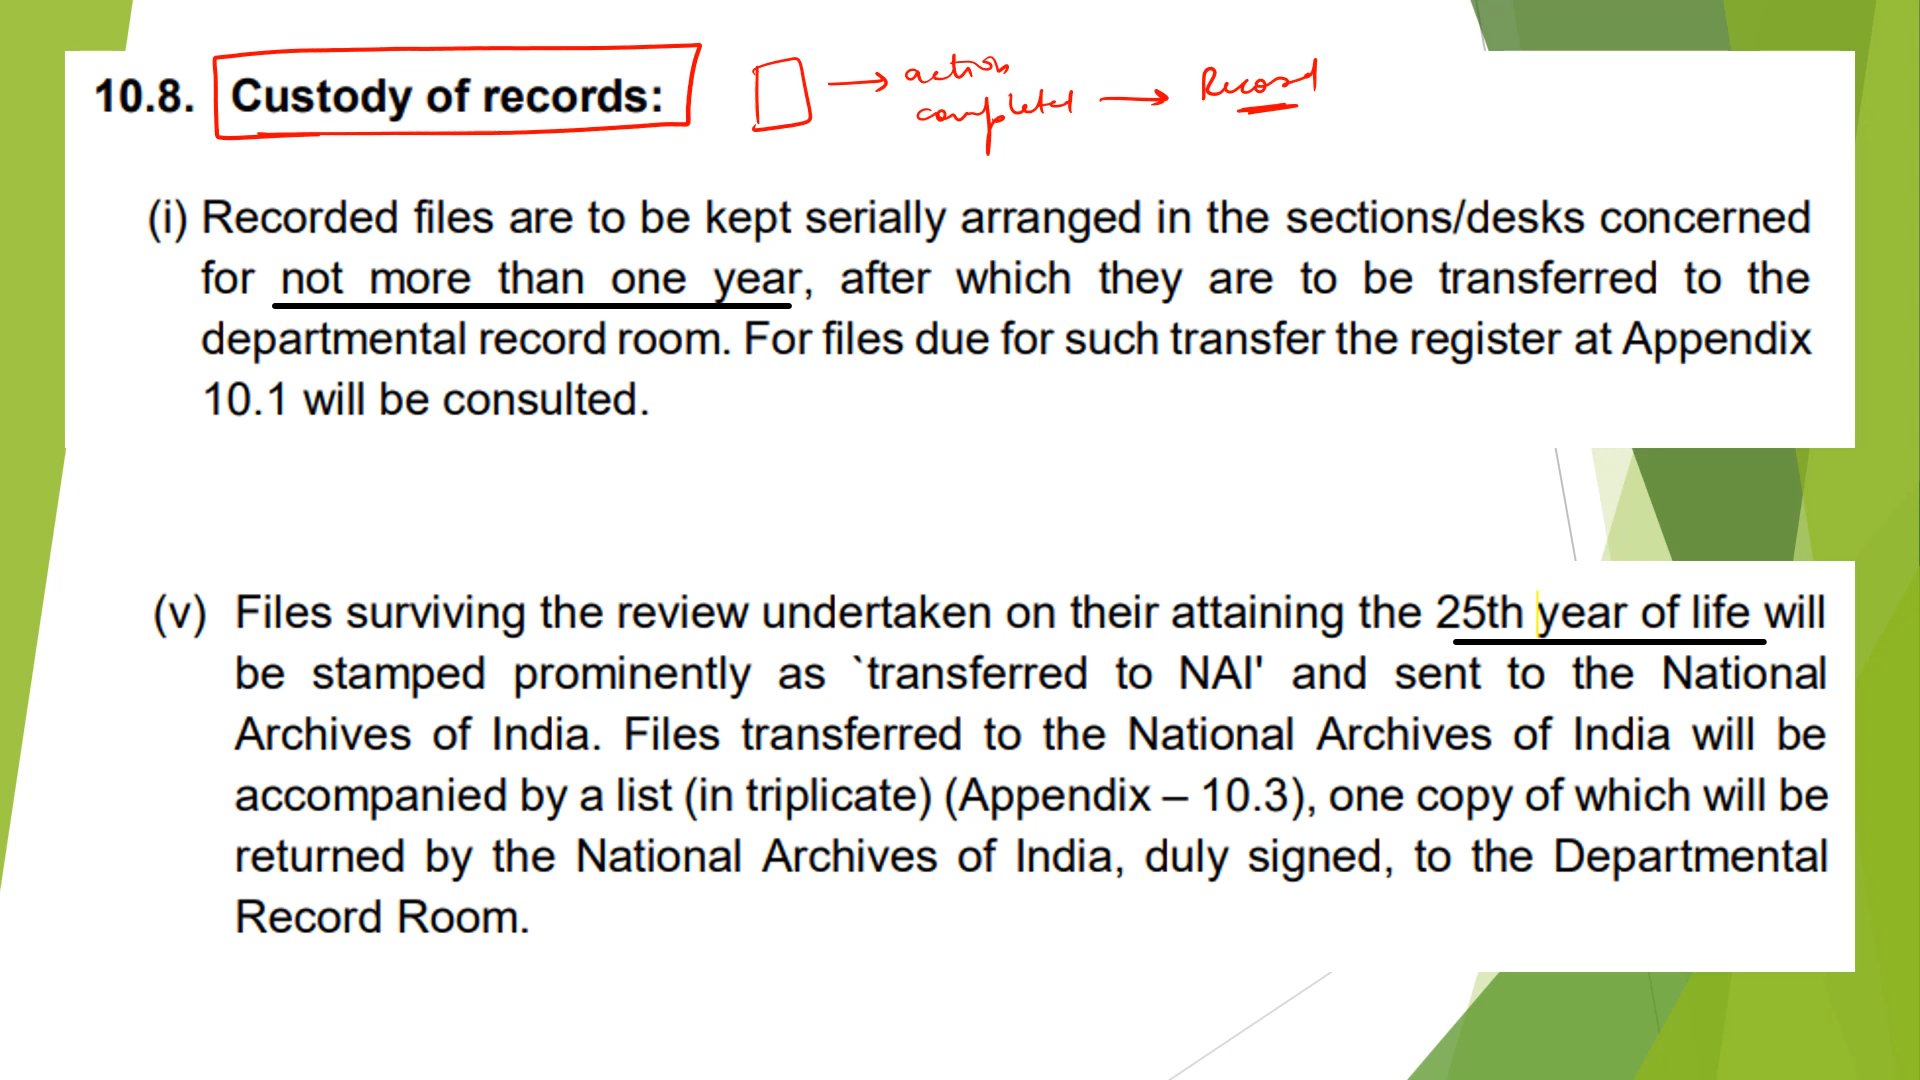 10.8. Custody of records:
action
completed
Record
(i) Recorded files are to be kept serially arranged in the sections/desks concerned
for not more than one year, after which they are to be transferred to the
departmental record room. For files due for such transfer the register at Appendix
10.1 will be consulted.
(v) Files surviving the review undertaken on their attaining the 25th year of life will
be stamped prominently as `transferred to NAI' and sent to the National
Archives of India. Files transferred to the National Archives of India will be
accompanied by a list (in triplicate) (Appendix – 10.3), one copy of which will be
returned by the National Archives of India, duly signed, to the Departmental
Record Room.